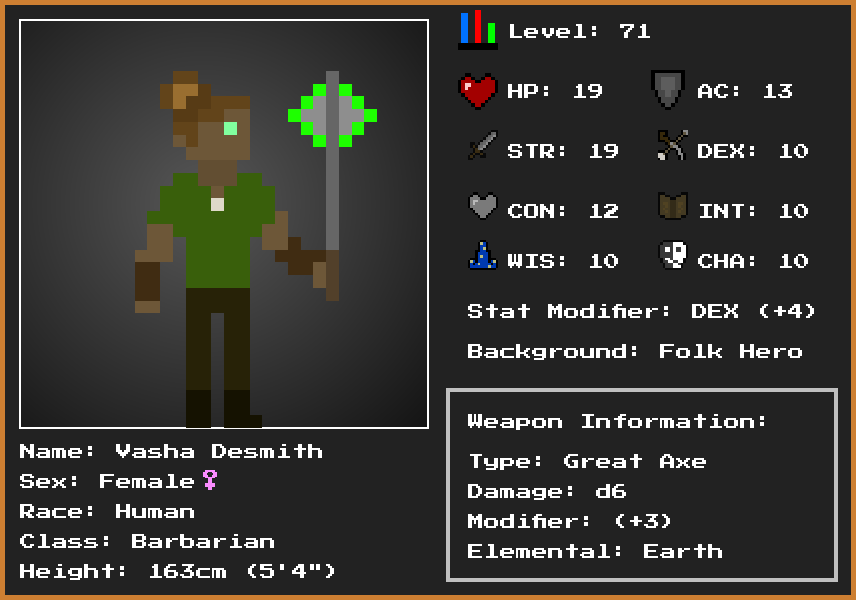 Level: 71
HP: 19
AC: 13
STR: 19
DEX: 10
CON: 12
INT: 10
WIS: 10
CHA: 10
Stat Modifier: DEX (+4)
Background: Folk Hero
Name: Vasha Desmith
Sex: Female♀
Race: Human
Class: Barbarian
Height: 163cm (5'4")
Weapon Information:
Type: Great Axe
Damage: d6
Modifier: (+3)
Elemental: Earth